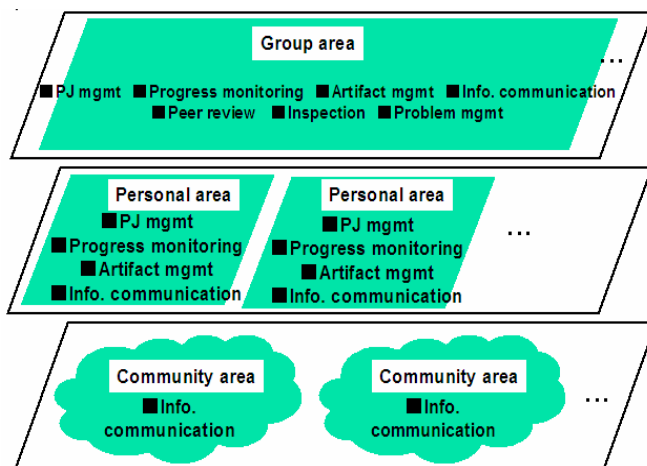 Group area
...
■PJ mgmt ■Progress monitoring ■Artifact mgmt ■Info. communication
■Peer review ■Inspection ■Problem mgmt
Personal area
■PJ mgmt
■Progress monitoring
■Artifact mgmt
■Info. communication
Personal area
■PJ mgmt
■Progress monitoring
■Artifact mgmt
■Info. communication
...
Community area
■Info.
communication
Community area
■Info.
communication
...